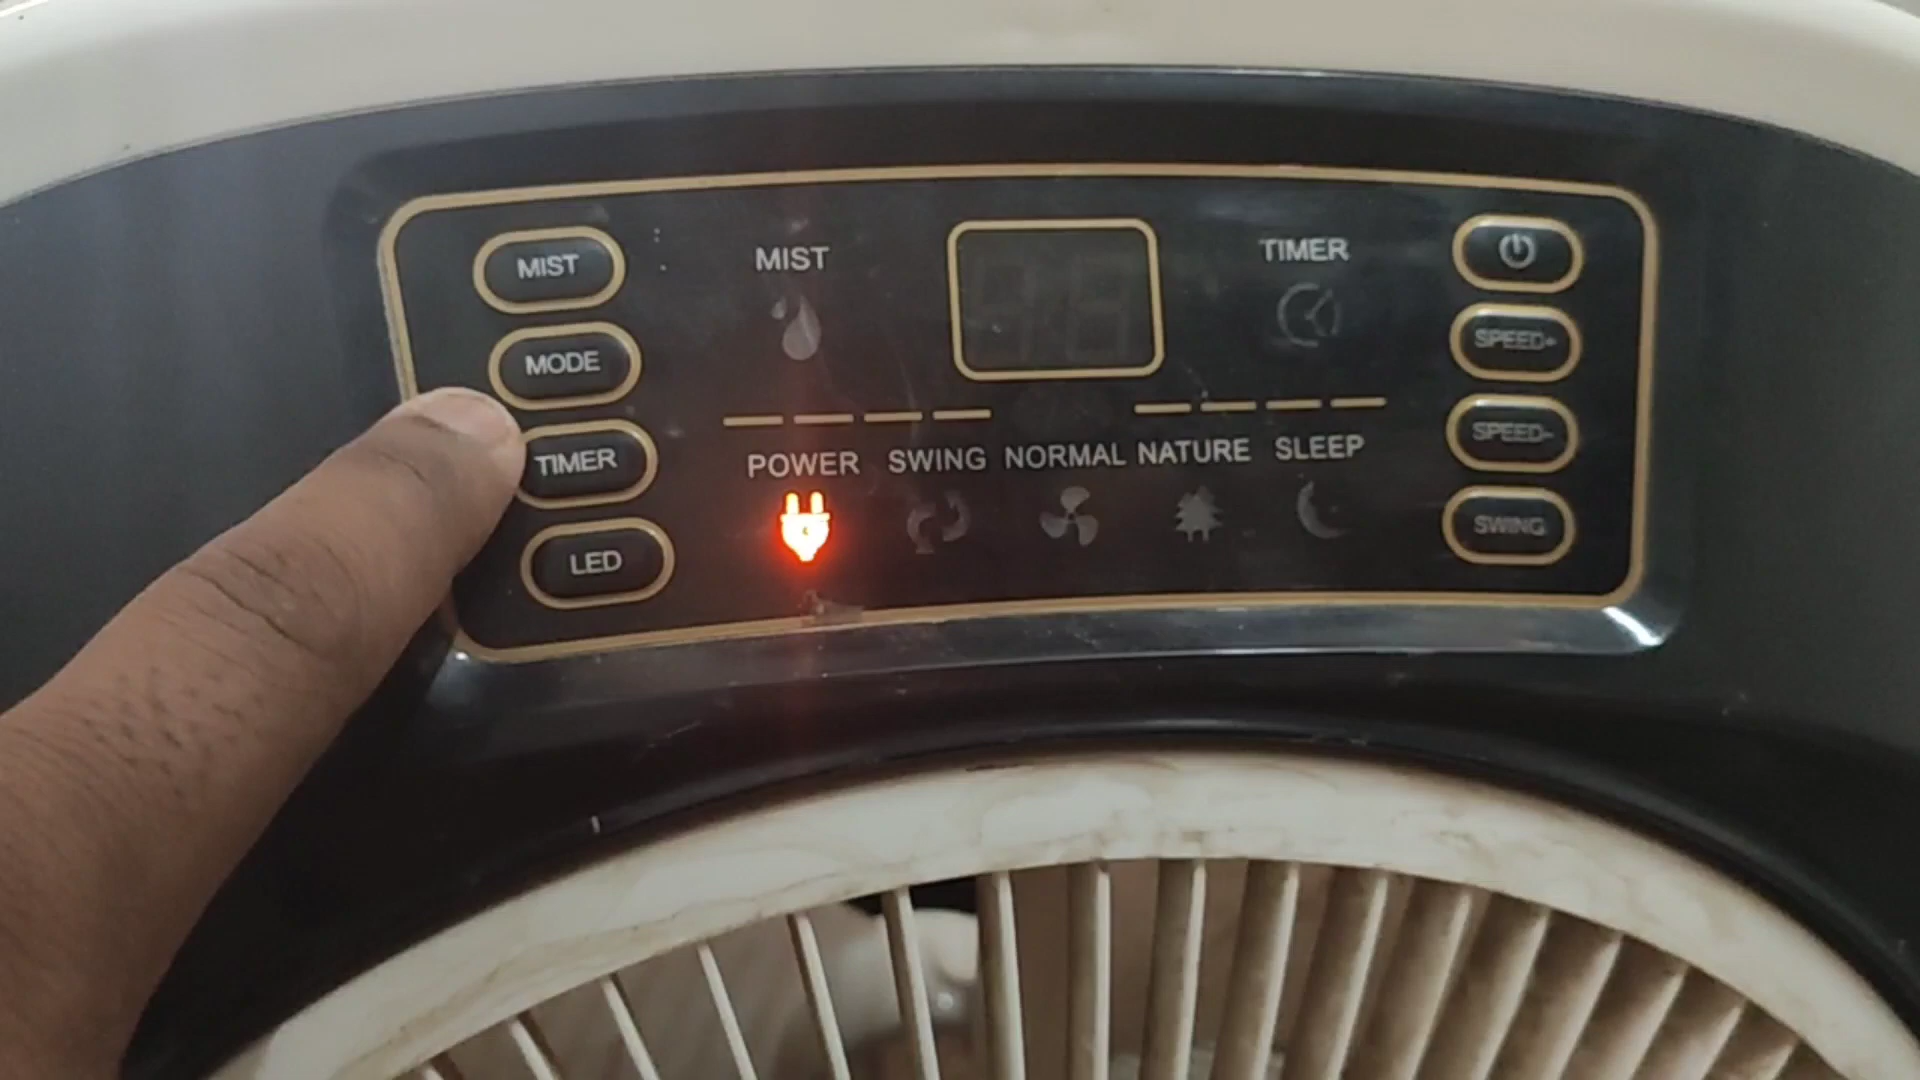 MIST
MODE
TIMER
LED
MIST
TIMER
POWER SWING NORMAL NATURE SLEEP
SPEED+
SPEED-
SWING